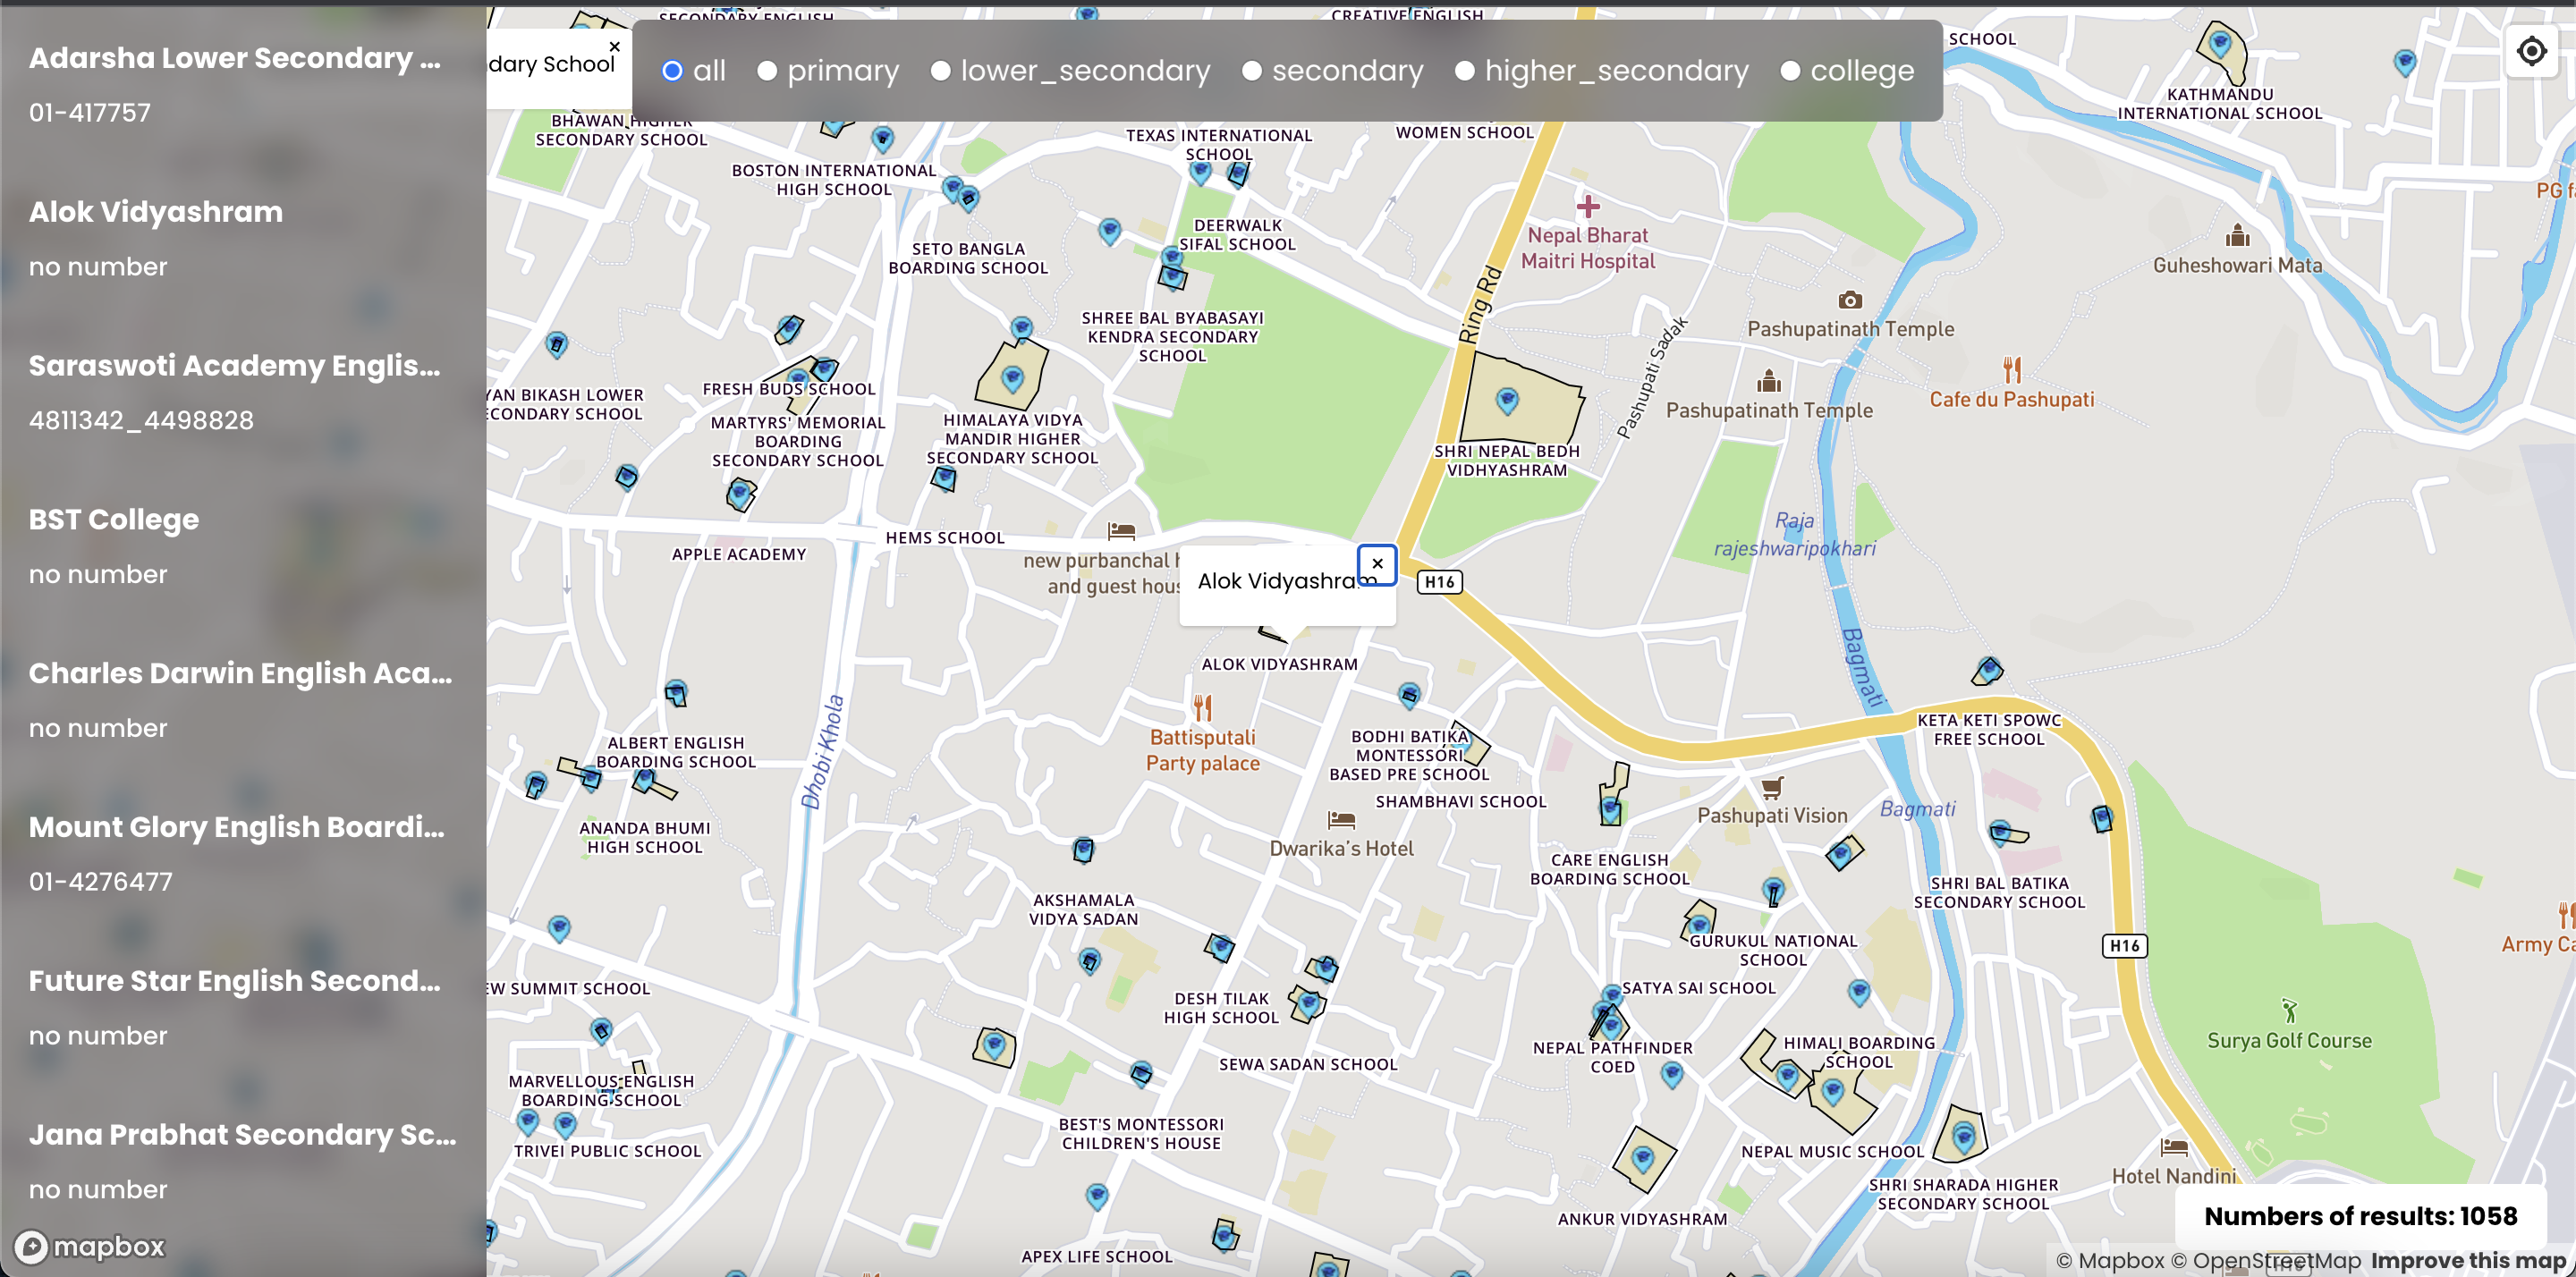 Adarsha Lower Secondary ...
01-417757
Alok Vidyashram
no number
Saraswoti Academy Englis...
4811342_4498828
BST College
no number
Charles Darwin English Aca...
no number
Mount Glory English Boardi...
01-4276477
Future Star English Second...
no number
Jana Prabhat Secondary Sc...
no number
mapbox
SECONDARY ENGLISH
CREATIVE ENGLISH
dary School
×
all
primary
lower_secondary
secondary
higher_secondary
college
SCHOOL
KATHMANDU
INTERNATIONAL SCHOOL
BHAWAN HIGHER
SECONDARY SCHOOL
TEXAS INTERNATIONAL
SCHOOL
WOMEN SCHOOL
BOSTON INTERNATIONAL
HIGH SCHOOL
PG f
DEERWALK
SIFAL SCHOOL
Nepal Bharat
Maitri Hospital
SETO BANGLA
BOARDING SCHOOL
Guheshowari Mata
Ring Rd
SHREE BAL BYABASAYI
KENDRA SECONDARY
SCHOOL
Pashupatinath Temple
Pashupati Sadak
FRESH BUDS SCHOOL
YAN BIKASH LOWER
ECONDARY SCHOOL
Cafe du Pashupati
Pashupatinath Temple
MARTYRS' MEMORIAL
BOARDING
SECONDARY SCHOOL
HIMALAYA VIDYA
MANDIR HIGHER
SECONDARY SCHOOL
SHRI NEPAL BEDH
VIDHYASHRAM
Raja
rajeshwaripokhari
HEMS SCHOOL
APPLE ACADEMY
new purbanchal h
and guest hous
Alok Vidyashram
×
H16
ALOK VIDYASHRAM
Bagmati
Dhobi Khola
Battisputali
Party palace
KETA KETI SPOWC
FREE SCHOOL
ALBERT ENGLISH
BOARDING SCHOOL
BODHI BATIKA
MONTESSORI
BASED PRE SCHOOL
SHAMBHAVI SCHOOL
Pashupati Vision
Bagmati
ANANDA BHUMI
HIGH SCHOOL
Dwarika's Hotel
CARE ENGLISH
BOARDING SCHOOL
SHRI BAL BATIKA
SECONDARY SCHOOL
AKSHAMALA
VIDYA SADAN
GURUKUL NATIONAL
SCHOOL
H16
Army Ca
EW SUMMIT SCHOOL
SATYA SAI SCHOOL
DESH TILAK
HIGH SCHOOL
Surya Golf Course
NEPAL PATHFINDER
COED
HIMALI BOARDING
SCHOOL
SEWA SADAN SCHOOL
MARVELLOUS ENGLISH
BOARDING SCHOOL
BEST'S MONTESSORI
CHILDREN'S HOUSE
TRIVEI PUBLIC SCHOOL
NEPAL MUSIC SCHOOL
Hotel Nandini
SHRI SHARADA HIGHER
SECONDARY SCHOOL
ANKUR VIDYASHRAM
Numbers of results: 1058
APEX LIFE SCHOOL
© Mapbox © OpenStreetMap Improve this map